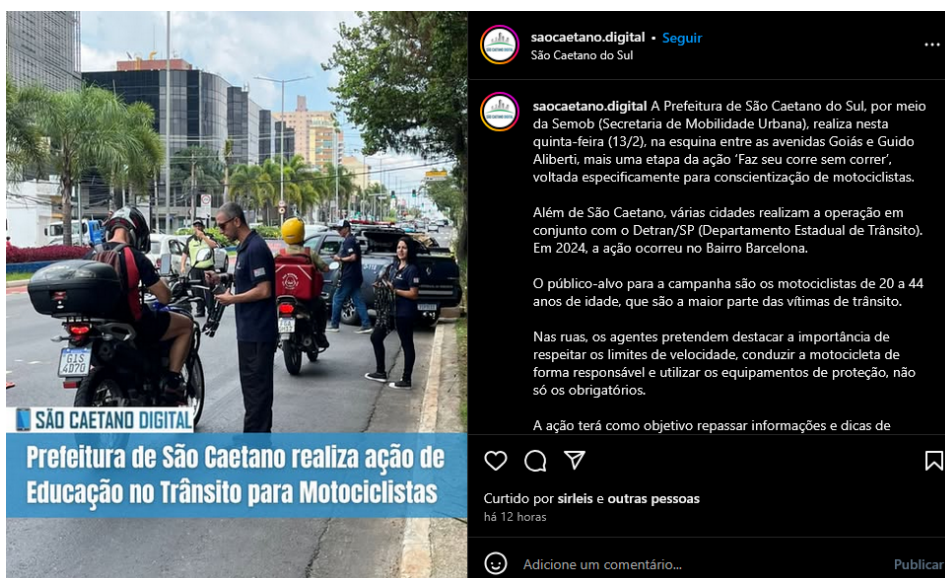 SÃO CAETANO DIGITAL
Prefeitura de São Caetano realiza ação de
Educação no Trânsito para Motociclistas
saocaetano.digital • Seguir
São Caetano do Sul
saocaetano.digital A Prefeitura de São Caetano do Sul, por meio
da Semob (Secretaria de Mobilidade Urbana), realiza nesta
quinta-feira (13/2), na esquina entre as avenidas Goiás e Guido
Aliberti, mais uma etapa da ação ‘Faz seu corre sem correr’,
voltada especificamente para conscientização de motociclistas.
Além de São Caetano, várias cidades realizam a operação em
conjunto com o Detran/SP (Departamento Estadual de Trânsito).
Em 2024, a ação ocorreu no Bairro Barcelona.
O público-alvo para a campanha são os motociclistas de 20 a 44
anos de idade, que são a maior parte das vítimas de trânsito.
Nas ruas, os agentes pretendem destacar a importância de
respeitar os limites de velocidade, conduzir a motocicleta de
forma responsável e utilizar os equipamentos de proteção, não
só os obrigatórios.
A ação terá como objetivo repassar informações e dicas de
Curtido por sirleis e outras pessoas
há 12 horas
Adicione um comentário...
Publicar